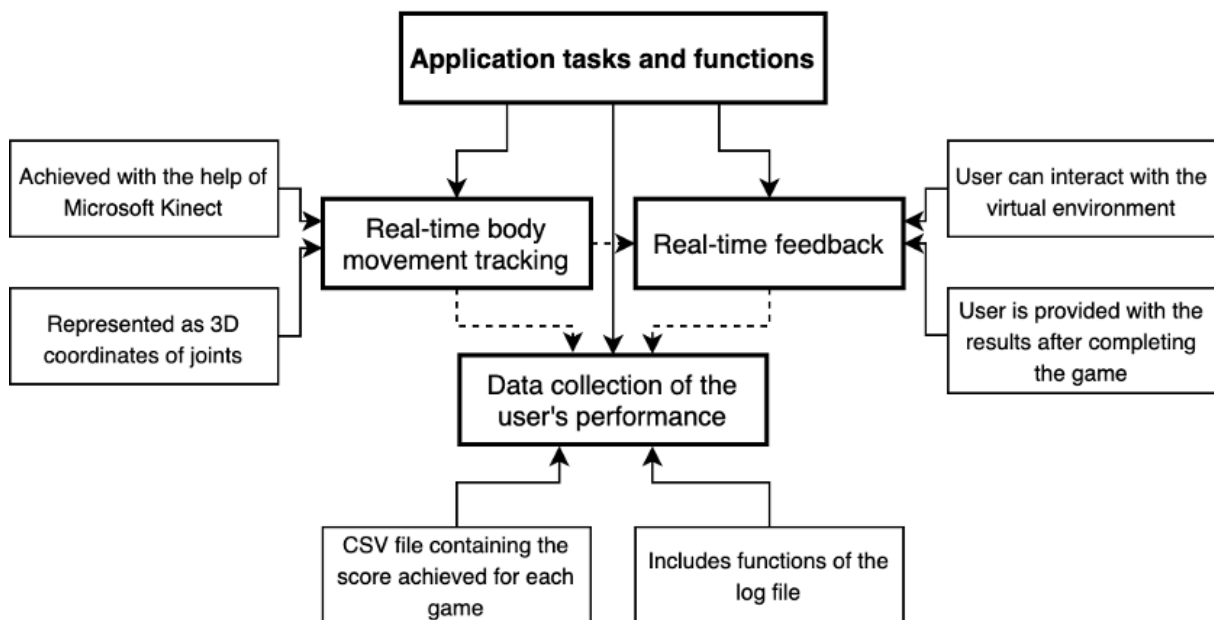 Application tasks and functions
Achieved with the help of
Microsoft Kinect
User can interact with the
virtual environment
Real-time body
movement tracking
Real-time feedback
Represented as 3D
coordinates of joints
User is provided with the
results after completing
the game
Data collection of the
user's performance
CSV file containing the
score achieved for each
game
Includes functions of the
log file